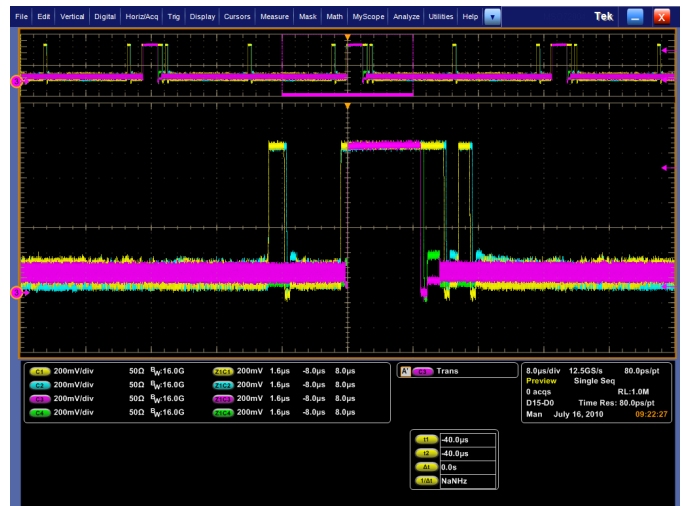 File Edit Vertical Digital Horiz/Acq Trig Display Cursors Measure Mask Math MyScope Analyze Utilities Help Tek X
C1 200mV/div 50Ω BW:16.0G Z1C1 200mV 1.6µs -8.0µs 8.0µs
C2 200mV/div 50Ω BW:16.0G Z1C2 200mV 1.6µs -8.0µs 8.0µs
C3 200mV/div 50Ω BW:16.0G Z1C3 200mV 1.6µs -8.0µs 8.0µs
C4 200mV/div 50Ω BW:16.0G Z1C4 200mV 1.6µs -8.0µs 8.0µs
A' C3 Trans
8.0µs/div 12.5GS/s 80.0ps/pt
Preview Single Seq
0 acqs RL:1.0M
D15-D0 Time Res: 80.0ps/pt
Man July 16, 2010 09:22:27
t1 -40.0µs
t2 -40.0µs
Δt 0.0s
1/Δt NaNHz